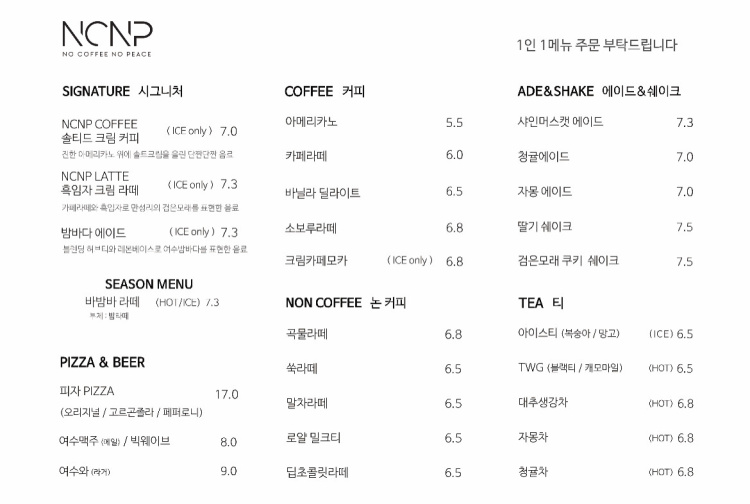 NCNP
NO COFFEE NO PEACE
1인 1메뉴 주문 부탁드립니다
SIGNATURE 시그니처
NCNP COFFEE
솔티드 크림 커피 ( ICE only ) 7.0
진한 아메리카노 위에 솔트크림을 올린 단짠단짠 음료
NCNP LATTE
흑임자 크림 라떼 ( ICE only ) 7.3
카페라떼와 흑임자로 만성리의 검은모래를 표현한 음료
밤바다 에이드 ( ICE only ) 7.3
블렌딩 허브티와 레몬베이스로 여수밤바다를 표현한 음료
SEASON MENU
바밤바 라떼 (HOT/ICE) 7.3
부제 : 밤라떼
PIZZA & BEER
피자 PIZZA 17.0
(오리지널 / 고르곤졸라 / 페퍼로니)
여수맥주 (에일) / 빅웨이브 8.0
여수와 (라거) 9.0
COFFEE 커피
아메리카노 5.5
카페라떼 6.0
바닐라 딜라이트 6.5
소보루라떼 6.8
크림카페모카 ( ICE only ) 6.8
NON COFFEE 논 커피
곡물라떼 6.8
쑥라떼 6.5
말차라떼 6.5
로얄 밀크티 6.5
딥초콜릿라떼 6.5
ADE&SHAKE 에이드&쉐이크
샤인머스캣 에이드 7.3
청귤에이드 7.0
자몽 에이드 7.0
딸기 쉐이크 7.5
검은모래 쿠키 쉐이크 7.5
TEA 티
아이스티 (복숭아 / 망고) (ICE) 6.5
TWG (블랙티 / 캐모마일) (HOT) 6.5
대추생강차 (HOT) 6.8
자몽차 (HOT) 6.8
청귤차 (HOT) 6.8